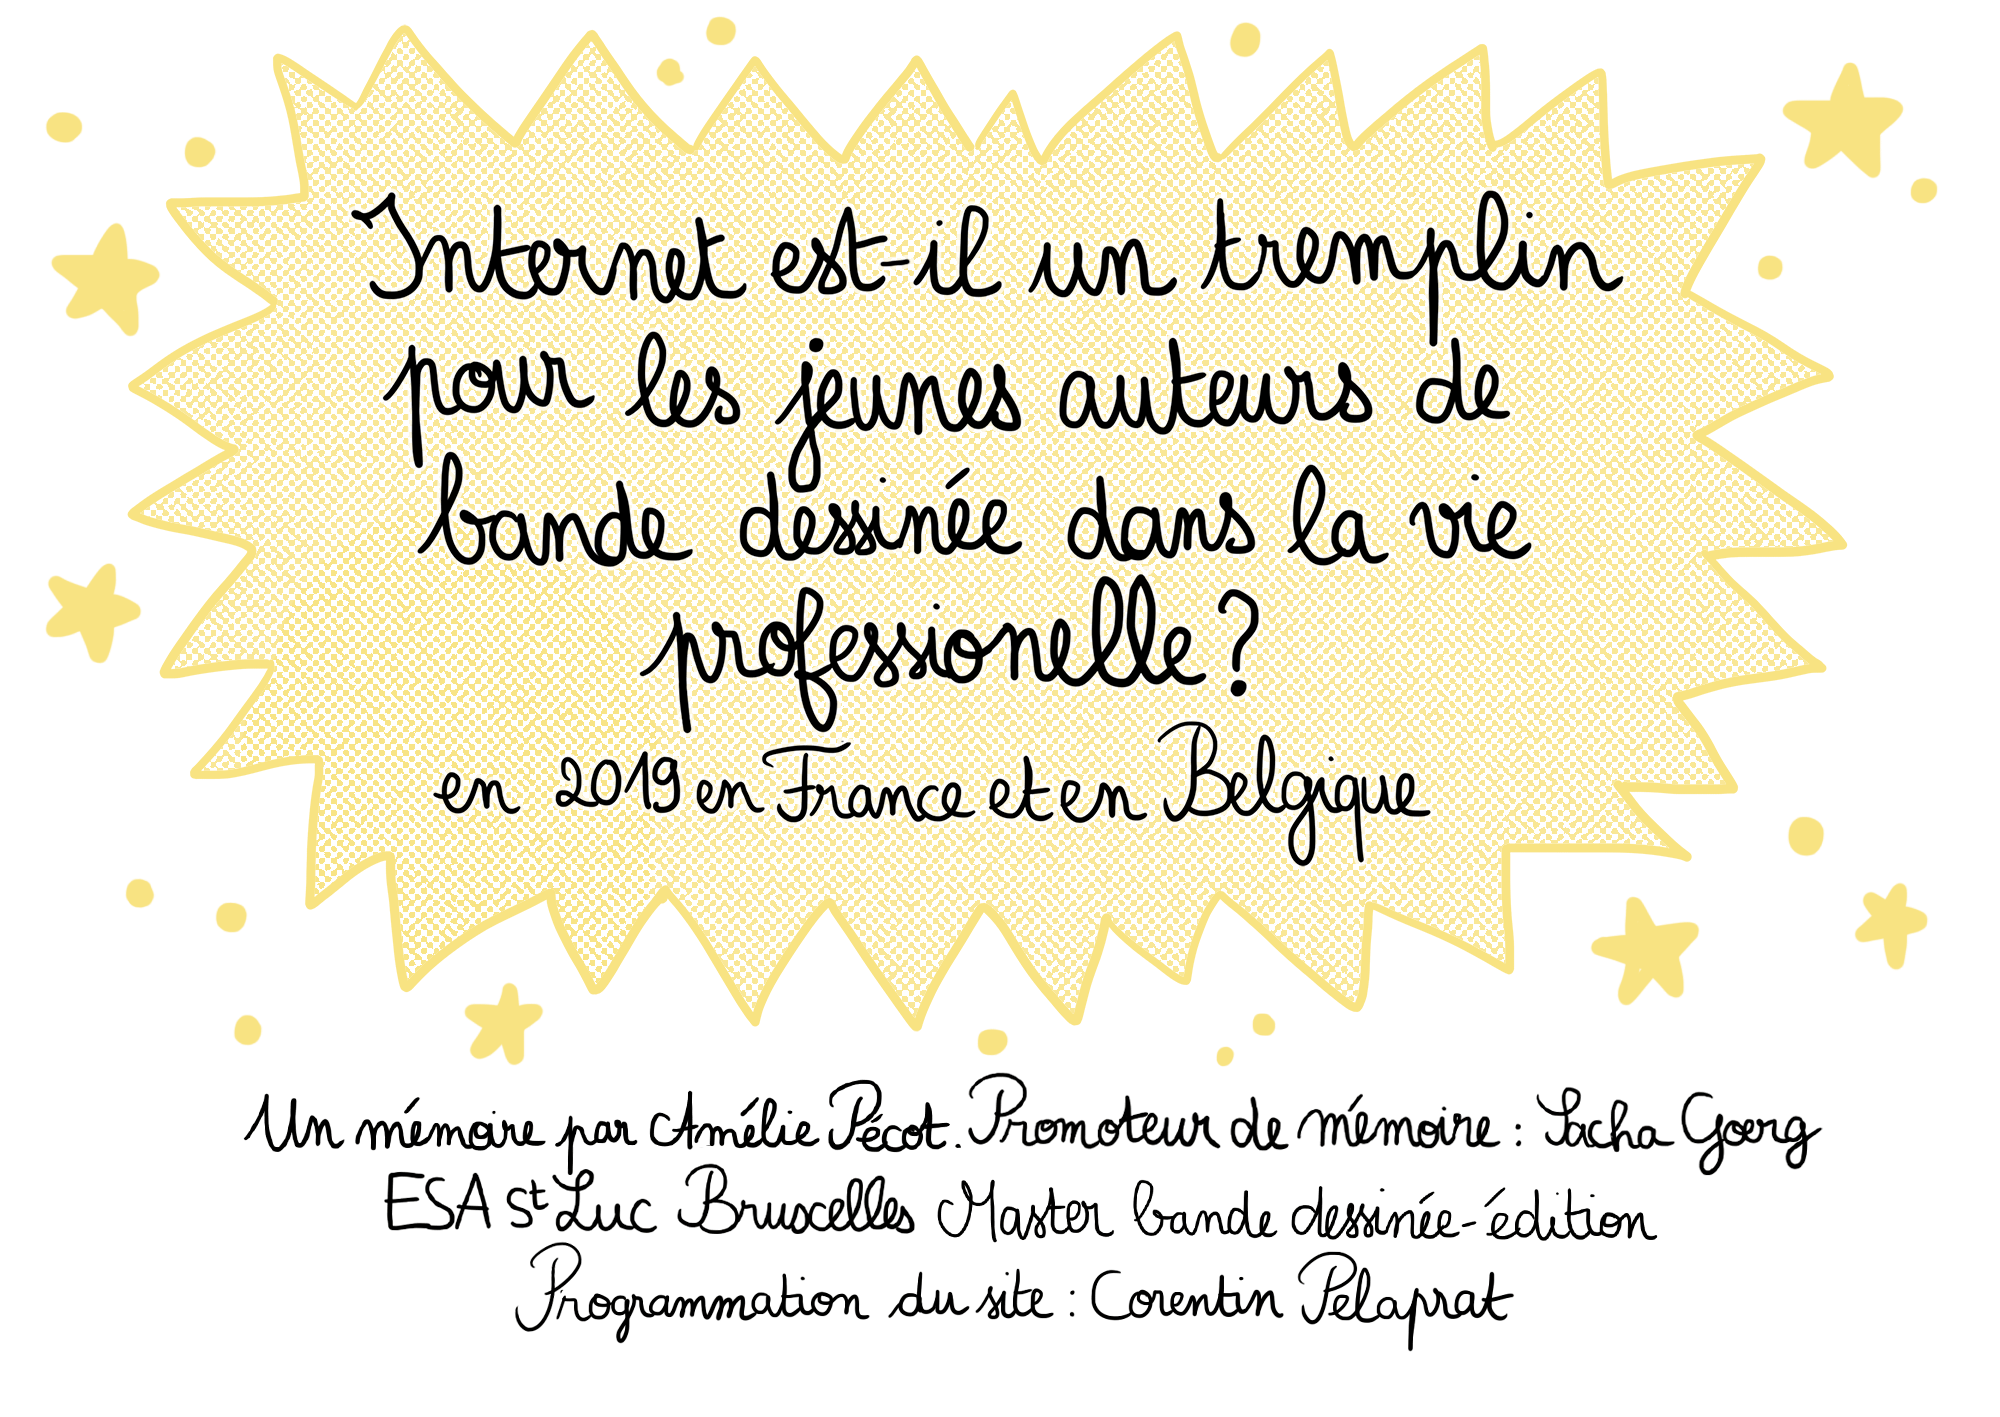 Internet est-il un tremplin
pour les jeunes auteurs de
bande dessinée dans la vie
professionelle ?
en 2019 en France et en Belgique
Un mémoire par Amélie Pécot. Promoteur de mémoire : Sacha Goerg
ESA St Luc Bruxelles Master bande dessinée-édition
Programmation du site : Corentin Pelaprat